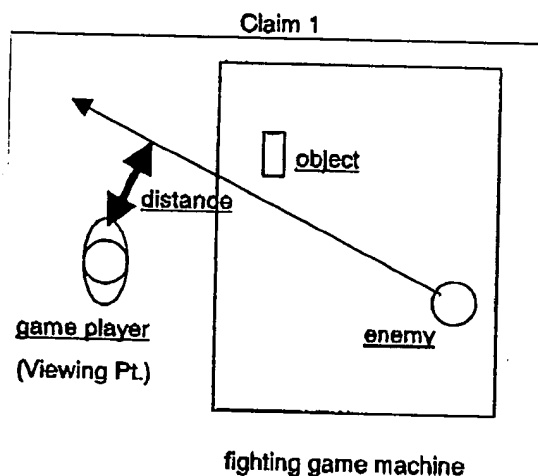 Claim 1
object
distance
enemy
game player
(Viewing Pt.)
fighting game machine